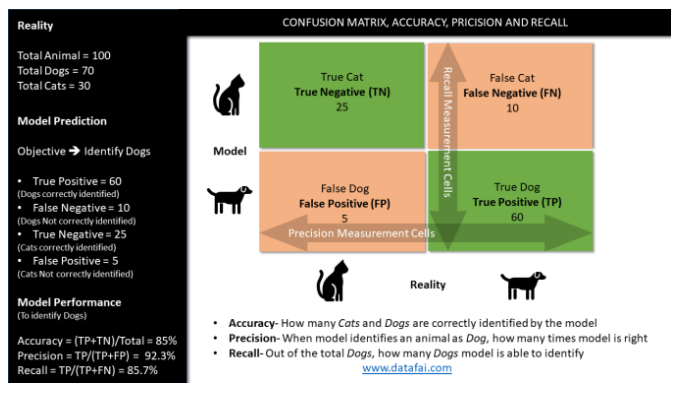 Reality
Total Animal = 100
Total Dogs = 70
Total Cats = 30
Model Prediction
Objective → Identify Dogs
• True Positive = 60
(Dogs correctly identified)
• False Negative = 10
(Dogs Not correctly identified)
• True Negative = 25
(Cats correctly identified)
• False Positive = 5
(Cats Not correctly identified)
Model Performance
(To identify Dogs)
Accuracy = (TP+TN)/Total = 85%
Precision = TP/(TP+FP) = 92.3%
Recall = TP/(TP+FN) = 85.7%
CONFUSION MATRIX, ACCURACY, PRICISION AND RECALL
Model
True Cat
True Negative (TN)
25
False Cat
False Negative (FN)
10
Recall Measurement Cells
False Dog
False Positive (FP)
5
True Dog
True Positive (TP)
60
Precision Measurement Cells
Reality
• Accuracy- How many Cats and Dogs are correctly identified by the model
• Precision- When model identifies an animal as Dog, how many times model is right
• Recall- Out of the total Dogs, how many Dogs model is able to identify
www.datafai.com